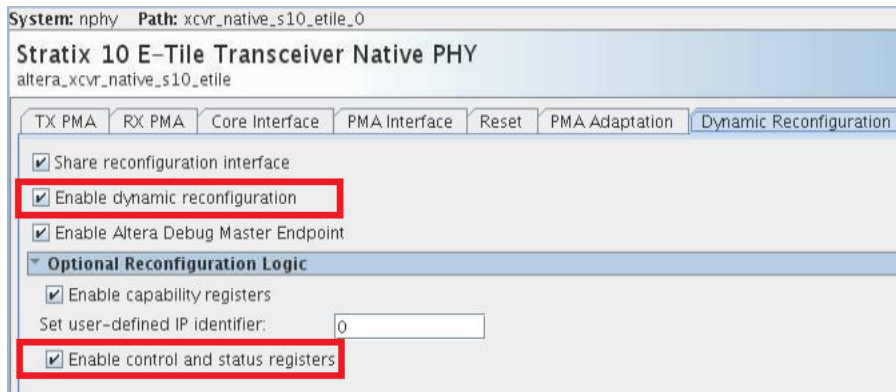 System: nphy Path: xcvr_native_s10_etile_0
Stratix 10 E-Tile Transceiver Native PHY
altera_xcvr_native_s10_etile
TX PMA RX PMA Core Interface PMA Interface Reset PMA Adaptation Dynamic Reconfiguration
Share reconfiguration interface
Enable dynamic reconfiguration
Enable Altera Debug Master Endpoint
Optional Reconfiguration Logic
Enable capability registers
Set user-defined IP identifier: 0
Enable control and status registers